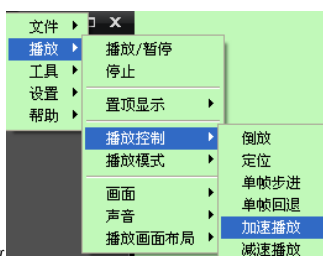 文件
播放
工具
设置
帮助
播放/暂停
停止
置顶显示
播放控制
播放模式
画面
声音
播放画面布局
倒放
定位
单帧步进
单帧回退
加速播放
减速播放